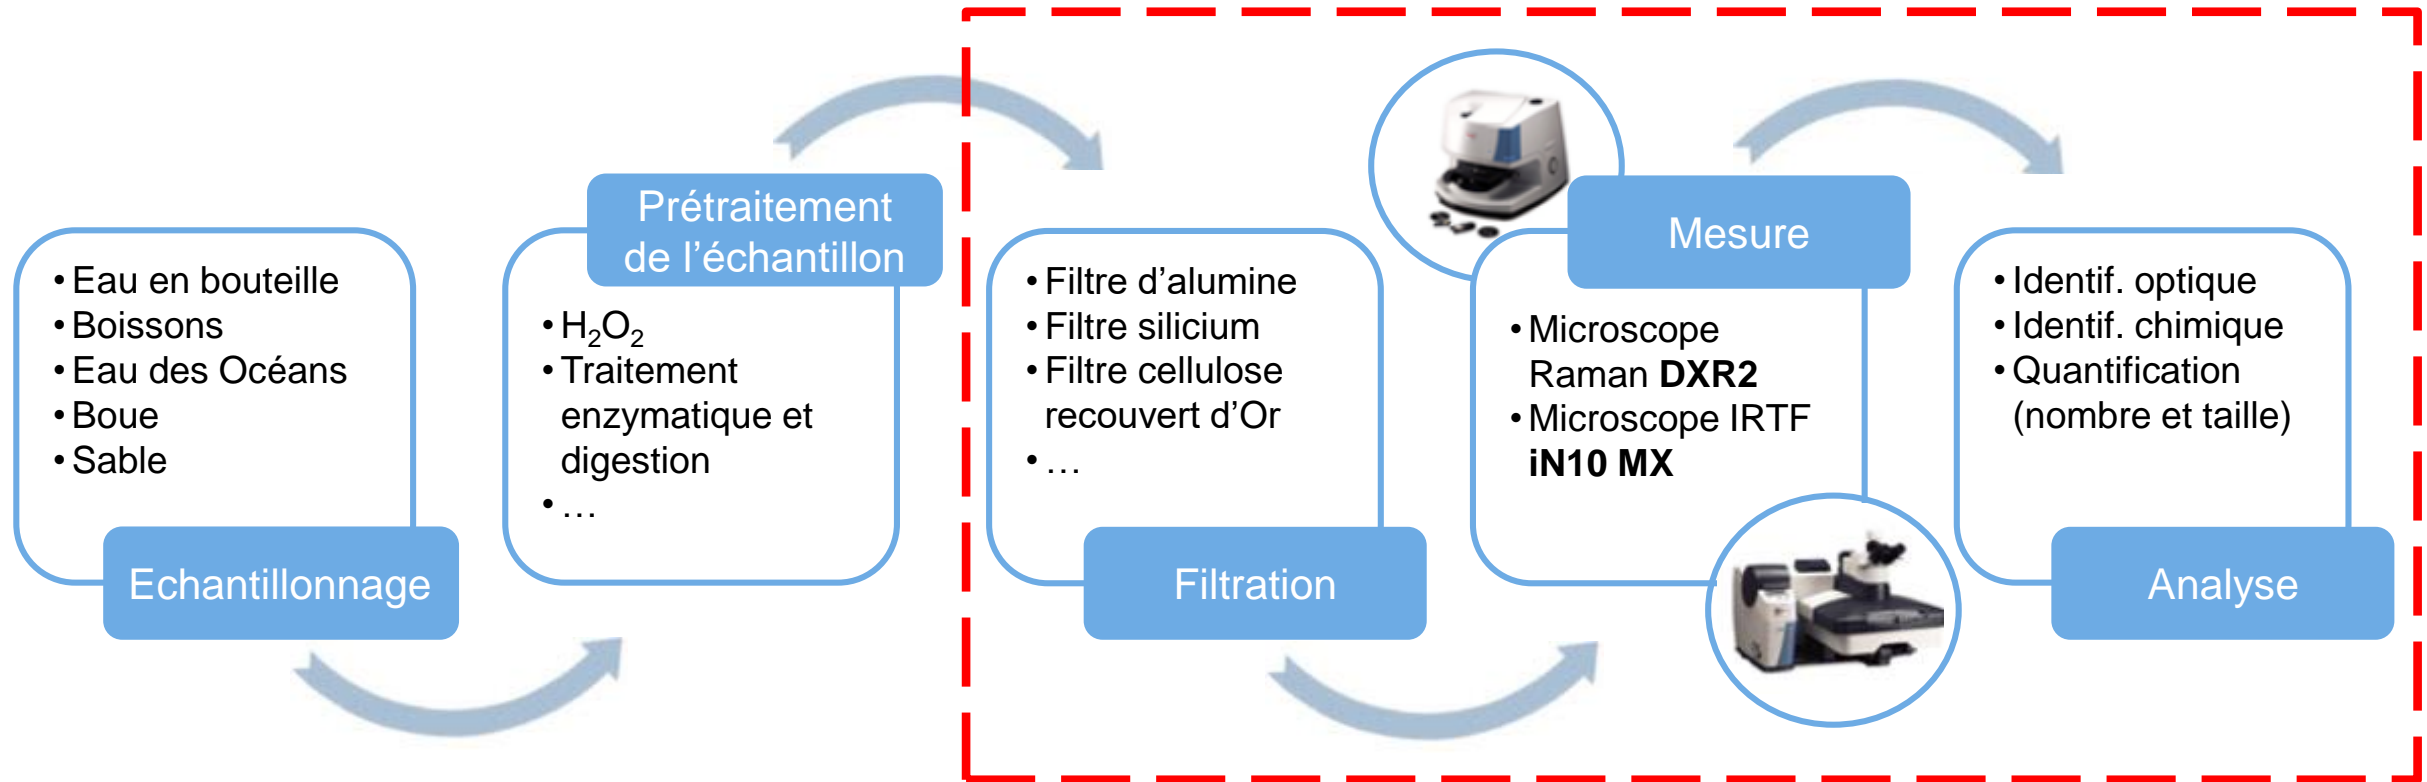 • Eau en bouteille
• Boissons
• Eau des Océans
• Boue
• Sable
Echantillonnage
Prétraitement
de l’échantillon
• H₂O₂
• Traitement
enzymatique et
digestion
• …
• Filtre d’alumine
• Filtre silicium
• Filtre cellulose
recouvert d’Or
• …
Filtration
Mesure
• Microscope
Raman DXR2
• Microscope IRTF
iN10 MX
• Identif. optique
• Identif. chimique
• Quantification
(nombre et taille)
Analyse